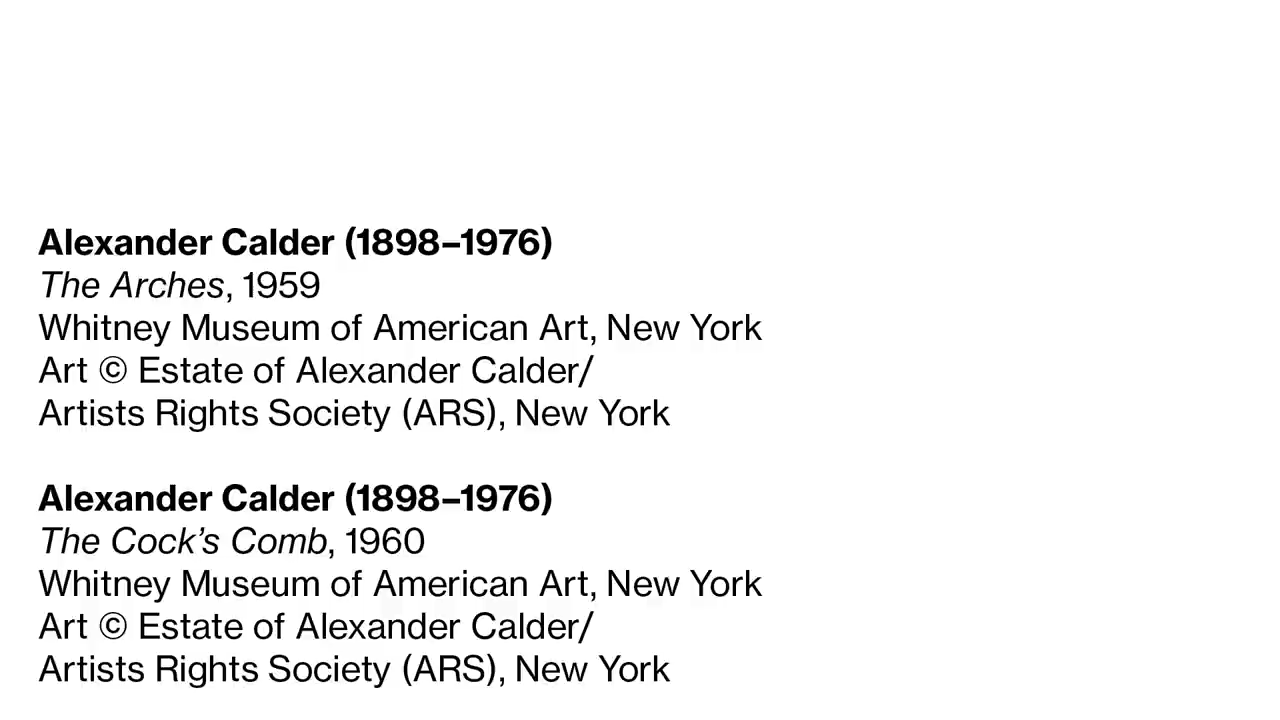 Alexander Calder (1898–1976)
The Arches, 1959
Whitney Museum of American Art, New York
Art © Estate of Alexander Calder/
Artists Rights Society (ARS), New York
Alexander Calder (1898–1976)
The Cock’s Comb, 1960
Whitney Museum of American Art, New York
Art © Estate of Alexander Calder/
Artists Rights Society (ARS), New York